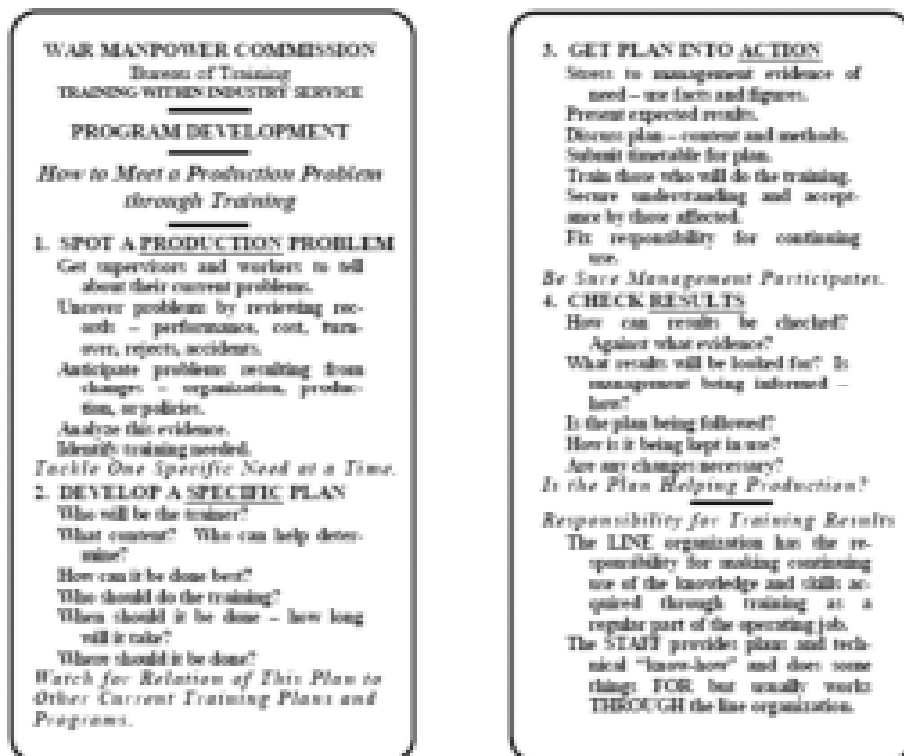 WAR MANPOWER COMMISSION
Bureau of Training
TRAINING WITHIN INDUSTRY SERVICE
PROGRAM DEVELOPMENT
How to Meet a Production Problem
through Training
1. SPOT A PRODUCTION PROBLEM
Get supervisors and workers to tell
about their current problems.
Uncover problems by reviewing rec-
ords – performance, cost, turn-
over, rejects, accidents.
Anticipate problems resulting from
changes – organization, produc-
tion, or policies.
Analyze this evidence.
Identify training needed.
Tackle One Specific Need at a Time.
2. DEVELOP A SPECIFIC PLAN
Who will be the trainer?
What content? Who can help deter-
mine?
How can it be done best?
Who should do the training?
When should it be done – how long
will it take?
Where should it be done?
Watch for Relation of This Plan to
Other Current Training Plans and
Programs.
3. GET PLAN INTO ACTION
Stress to management evidence of
need – use facts and figures.
Present expected results.
Discuss plan – content and methods.
Submit timetable for plan.
Train those who will do the training.
Secure understanding and accept-
ance by those affected.
Fix responsibility for continuing
use.
Be Sure Management Participates.
4. CHECK RESULTS
How can results be checked?
Against what evidence?
What results will be looked for? Is
management being informed –
how?
Is the plan being followed?
How is it being kept in use?
Are any changes necessary?
Is the Plan Helping Production?
Responsibility for Training Results
The LINE organization has the re-
sponsibility for making continuing
use of the knowledge and skills ac-
quired through training as a
regular part of the operating job.
The STAFF provides plans and tech-
nical “know-how” and does some
things FOR but usually works
THROUGH the line organization.